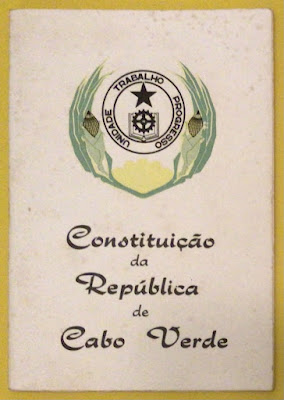 UNIDADE TRABALHO PROGRESSO
Constituição
da
República
de
Cabo Verde